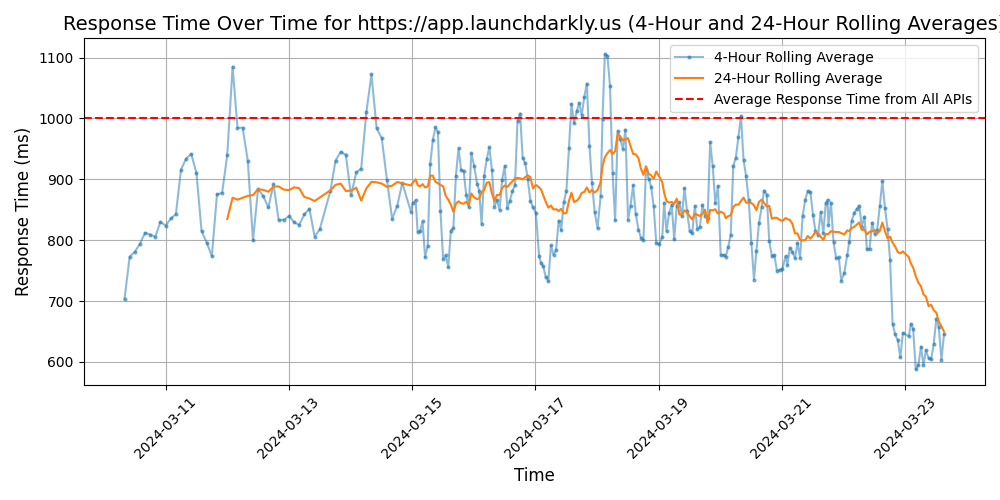 Response Time Over Time for https://app.launchdarkly.us (4-Hour and 24-Hour Rolling Averages)
Response Time (ms)
1100
1000
900
800
700
600
4-Hour Rolling Average
24-Hour Rolling Average
Average Response Time from All APIs
2024-03-11
2024-03-13
2024-03-15
2024-03-17
2024-03-19
2024-03-21
2024-03-23
Time